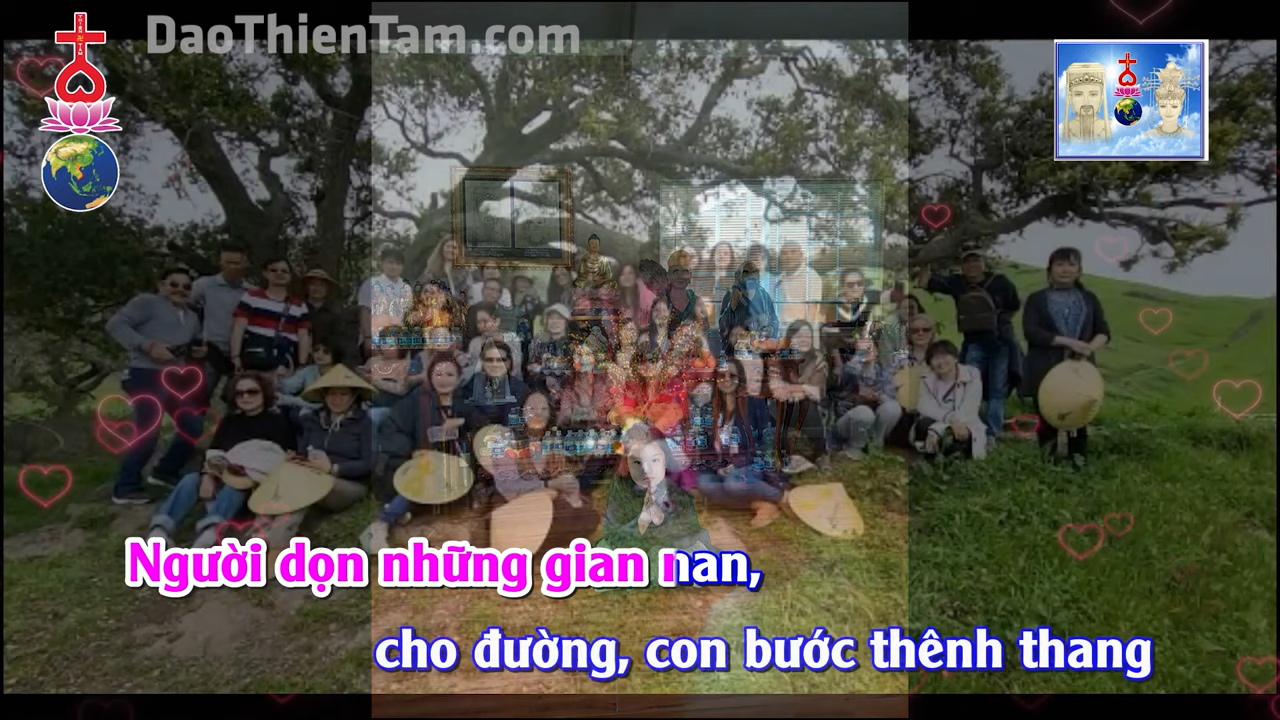 DaoThienTam.com
Người dọn những gian nan,
cho đường, con bước thênh thang